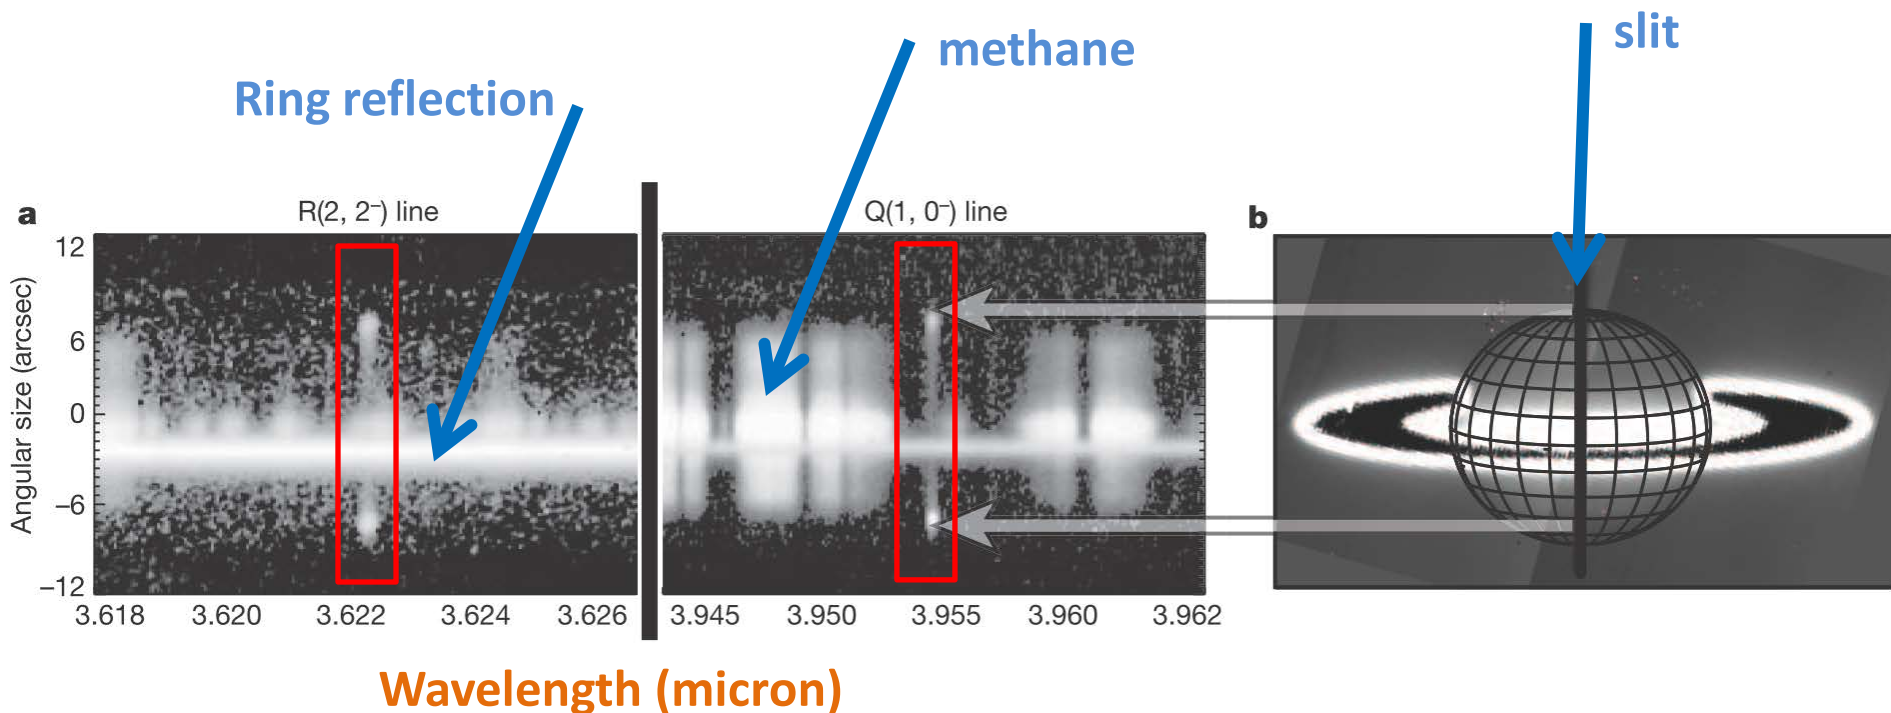 slit
methane
Ring reflection
a
R(2, 2⁻) line
Q(1, 0⁻) line
b
12
6
0
−6
−12
Angular size (arcsec)
3.618 3.620 3.622 3.624 3.626
3.945 3.950 3.955 3.960 3.962
Wavelength (micron)